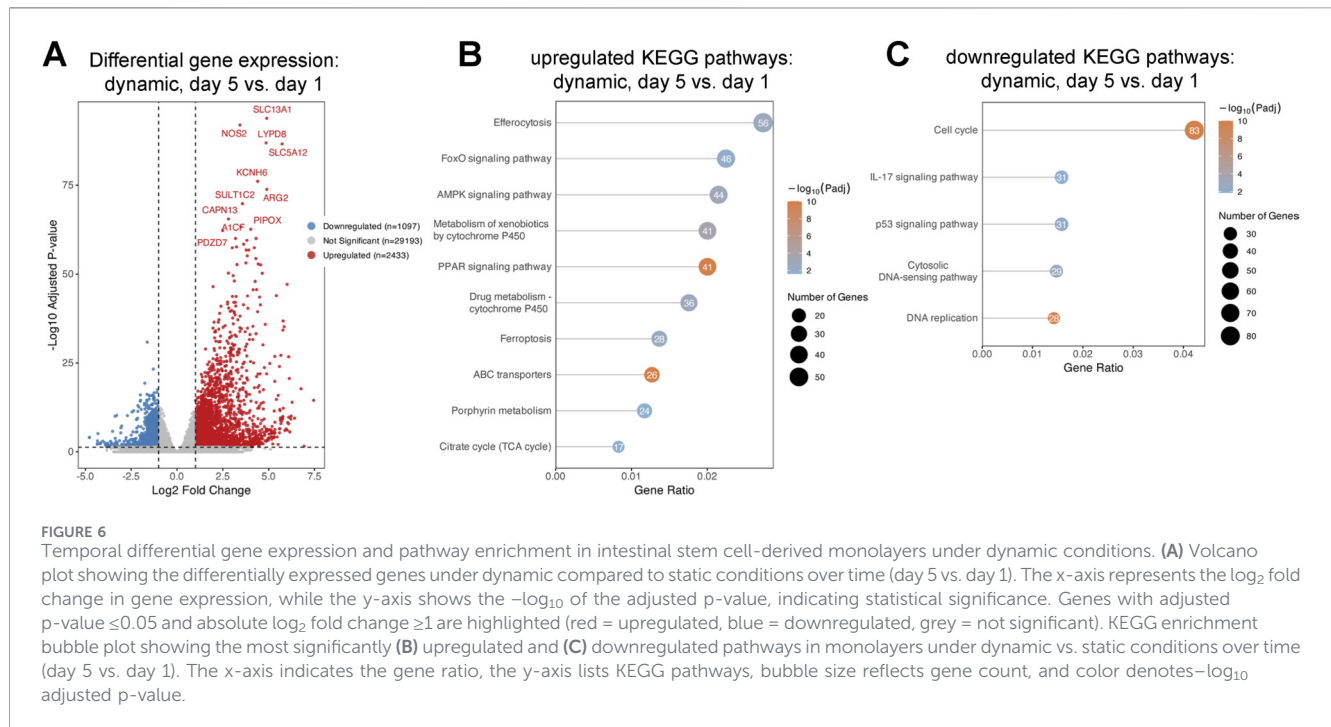 A
Differential gene expression:
dynamic, day 5 vs. day 1
SLC13A1
NOS2
LYPD8
SLC5A12
KCNH6
SULT1C2
ARG2
CAPN13
A1CF
PIPOX
PDZD7
75
50
25
0
-Log10 Adjusted P-value
-5.0
-2.5
0.0
2.5
5.0
7.5
Log2 Fold Change
Downregulated (n=1097)
Not Significant (n=29193)
Upregulated (n=2433)
B
upregulated KEGG pathways:
dynamic, day 5 vs. day 1
Efferocytosis
56
FoxO signaling pathway
46
AMPK signaling pathway
44
Metabolism of xenobiotics
by cytochrome P450
41
PPAR signaling pathway
41
Drug metabolism -
cytochrome P450
36
Ferroptosis
28
ABC transporters
26
Porphyrin metabolism
24
Citrate cycle (TCA cycle)
17
0.00
0.01
0.02
Gene Ratio
−log10(Padj)
10
8
6
4
2
Number of Genes
20
30
40
50
C
downregulated KEGG pathways:
dynamic, day 5 vs. day 1
Cell cycle
83
IL-17 signaling pathway
31
p53 signaling pathway
31
Cytosolic
DNA-sensing pathway
29
DNA replication
28
0.00
0.01
0.02
0.03
0.04
Gene Ratio
−log10(Padj)
10
8
6
4
2
Number of Genes
30
40
50
60
70
80
FIGURE 6
Temporal differential gene expression and pathway enrichment in intestinal stem cell-derived monolayers under dynamic conditions. (A) Volcano
plot showing the differentially expressed genes under dynamic compared to static conditions over time (day 5 vs. day 1). The x-axis represents the log₂ fold
change in gene expression, while the y-axis shows the −log₁₀ of the adjusted p-value, indicating statistical significance. Genes with adjusted
p-value ≤0.05 and absolute log₂ fold change ≥1 are highlighted (red = upregulated, blue = downregulated, grey = not significant). KEGG enrichment
bubble plot showing the most significantly (B) upregulated and (C) downregulated pathways in monolayers under dynamic vs. static conditions over time
(day 5 vs. day 1). The x-axis indicates the gene ratio, the y-axis lists KEGG pathways, bubble size reflects gene count, and color denotes−log₁₀
adjusted p-value.